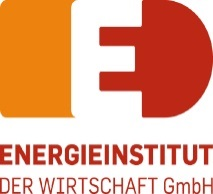 E
ENERGIEINSTITUT
DER WIRTSCHAFT GmbH